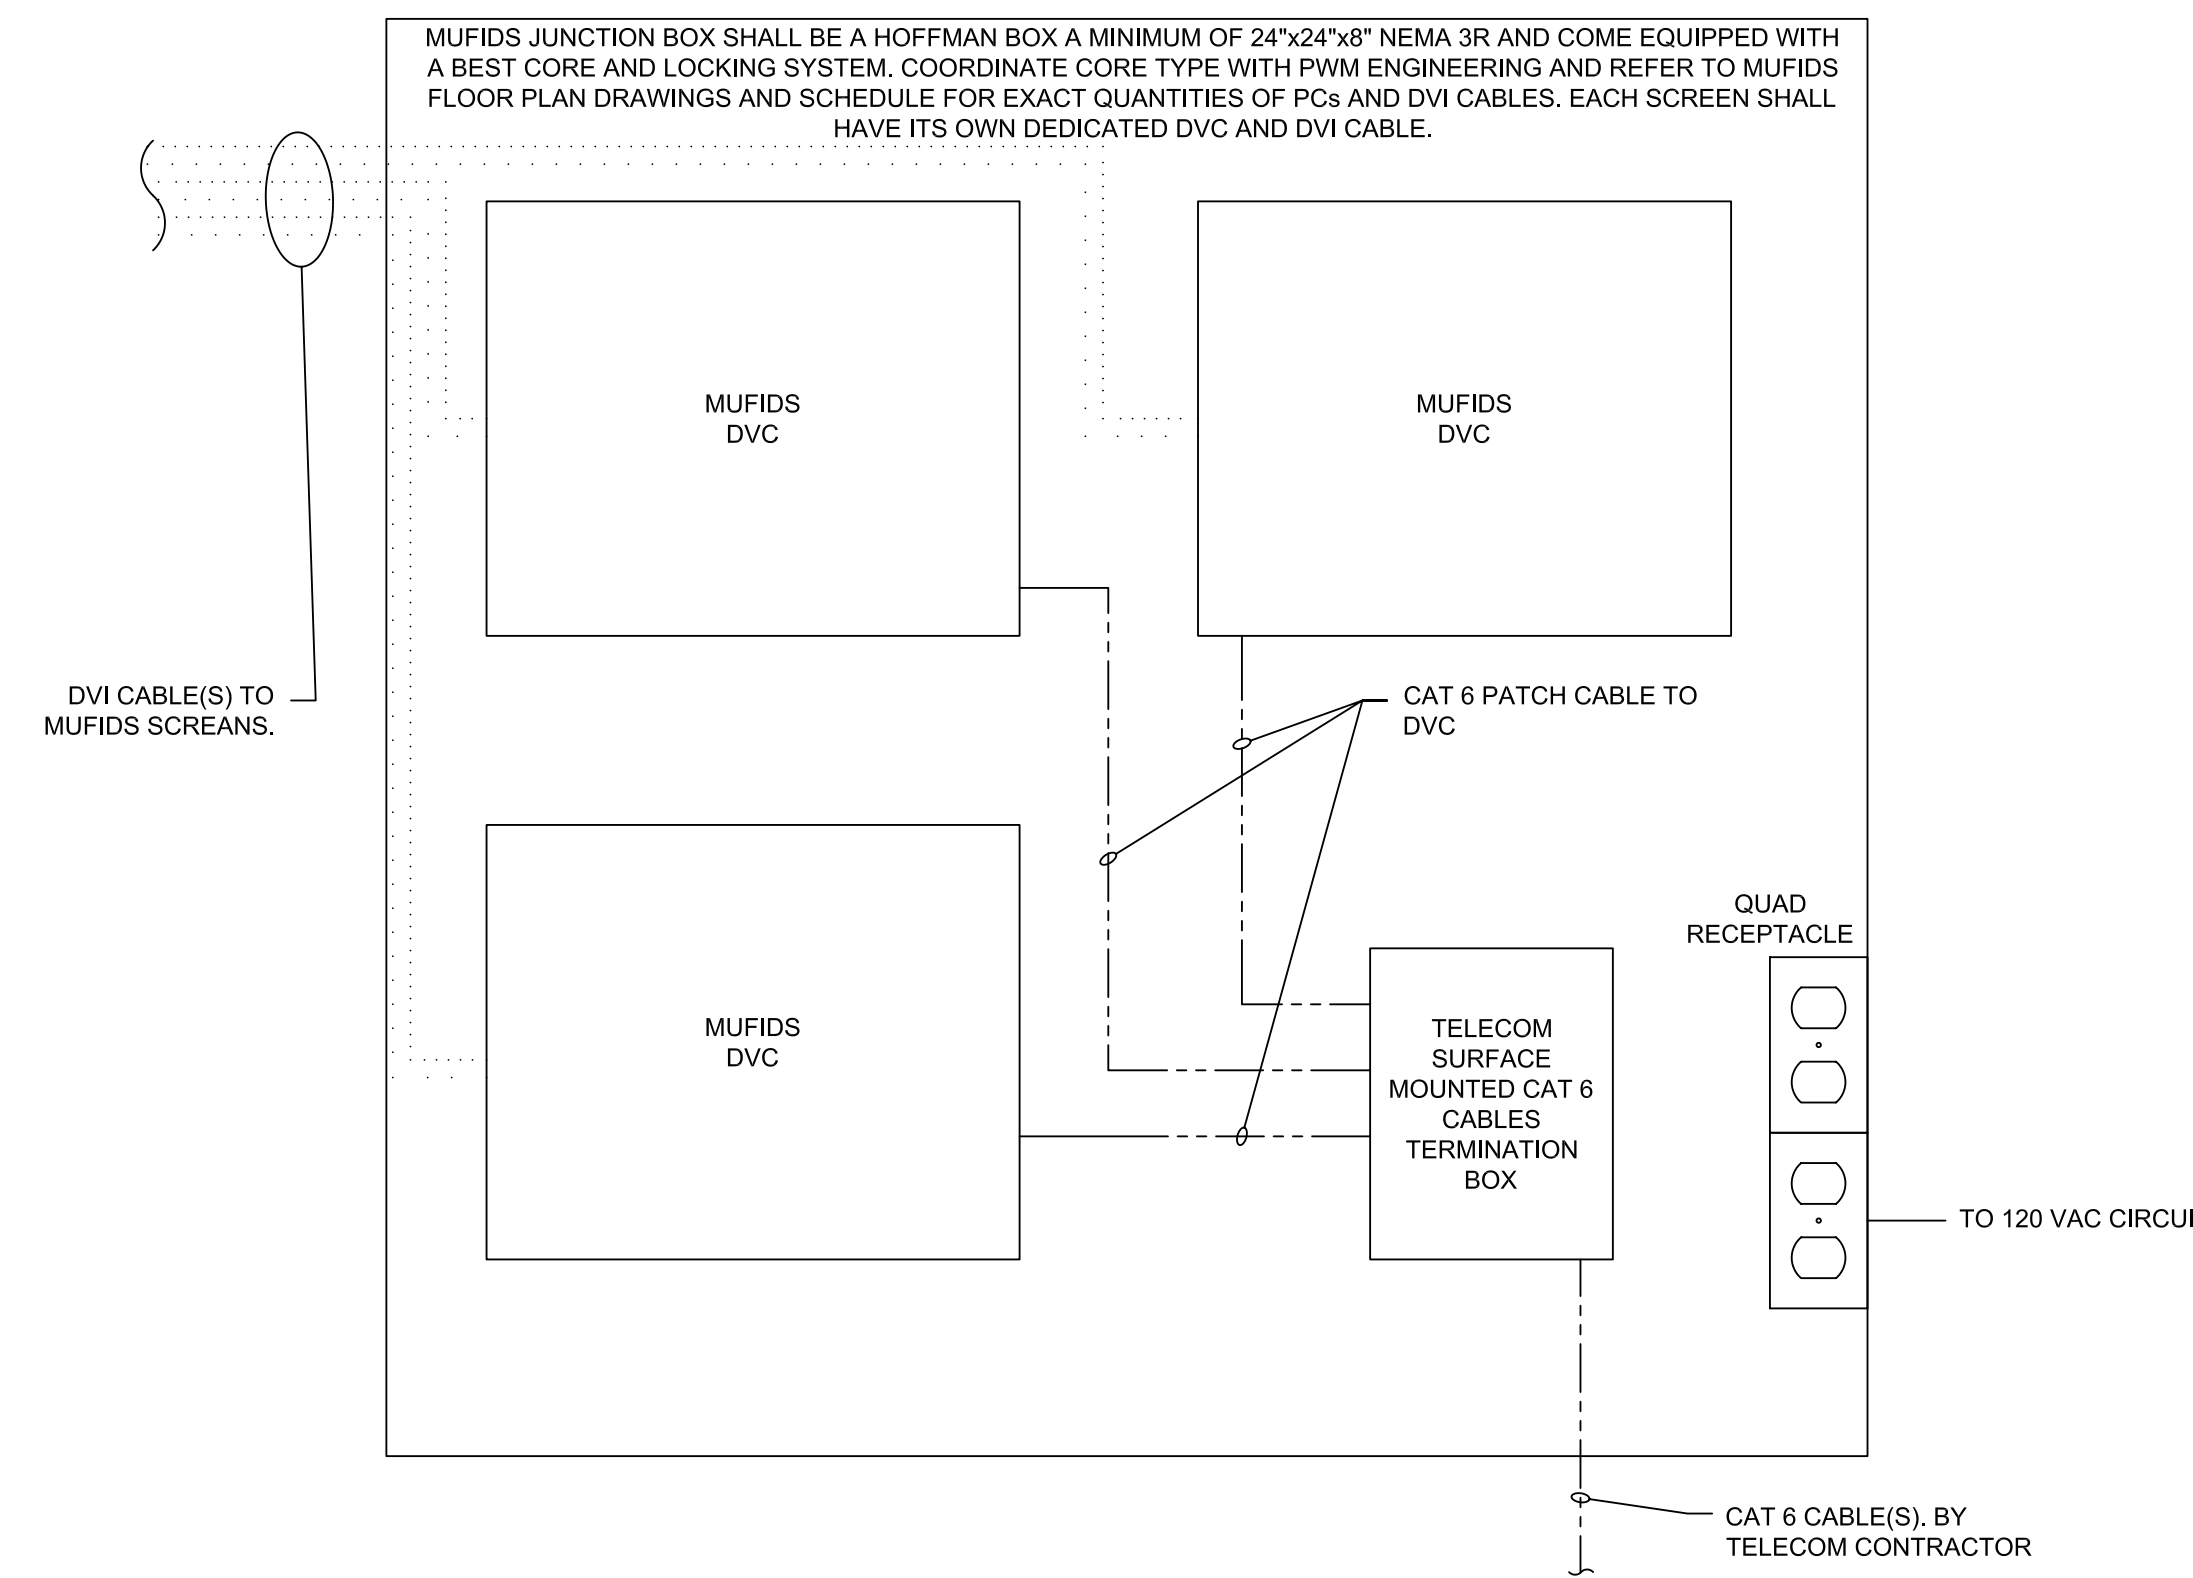 MUFIDS JUNCTION BOX SHALL BE A HOFFMAN BOX A MINIMUM OF 24"x24"x8" NEMA 3R AND COME EQUIPPED WITH
A BEST CORE AND LOCKING SYSTEM. COORDINATE CORE TYPE WITH PWM ENGINEERING AND REFER TO MUFIDS
FLOOR PLAN DRAWINGS AND SCHEDULE FOR EXACT QUANTITIES OF PCs AND DVI CABLES. EACH SCREEN SHALL
HAVE ITS OWN DEDICATED DVC AND DVI CABLE.
MUFIDS
DVC
MUFIDS
DVC
DVI CABLE(S) TO
MUFIDS SCREANS.
CAT 6 PATCH CABLE TO
DVC
MUFIDS
DVC
TELECOM
SURFACE
MOUNTED CAT 6
CABLES
TERMINATION
BOX
QUAD
RECEPTACLE
TO 120 VAC CIRCUI
CAT 6 CABLE(S). BY
TELECOM CONTRACTOR